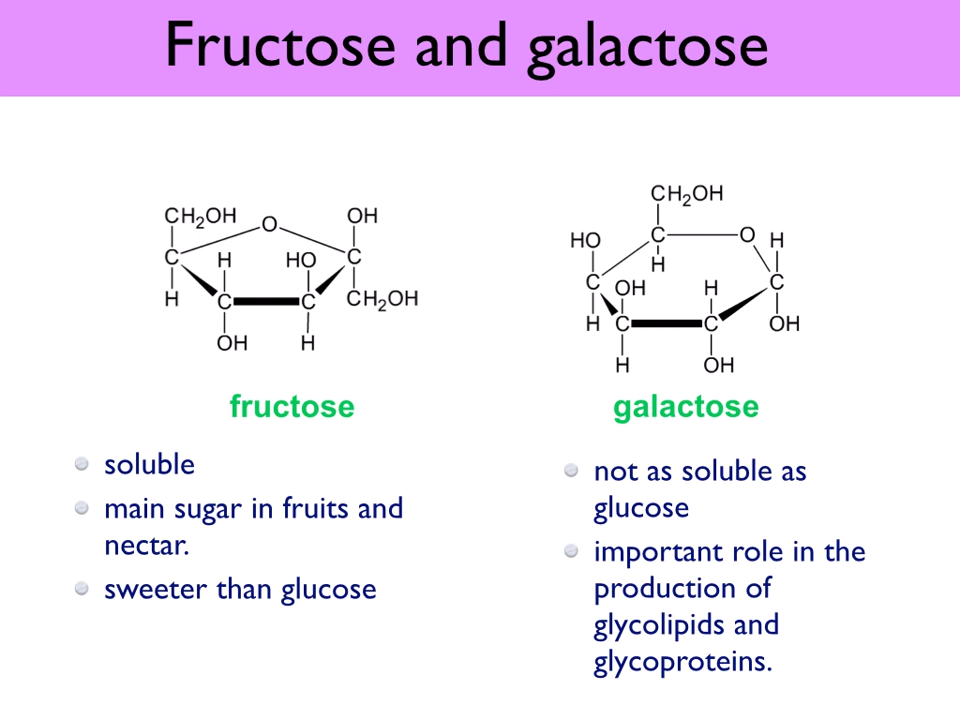 Fructose and galactose
CH2OH O OH
C H HO C
H C C CH2OH
OH H
CH2OH
HO C O H
H
C OH H C
H C C OH
H OH
fructose
galactose
soluble
main sugar in fruits and
nectar.
sweeter than glucose
not as soluble as
glucose
important role in the
production of
glycolipids and
glycoproteins.